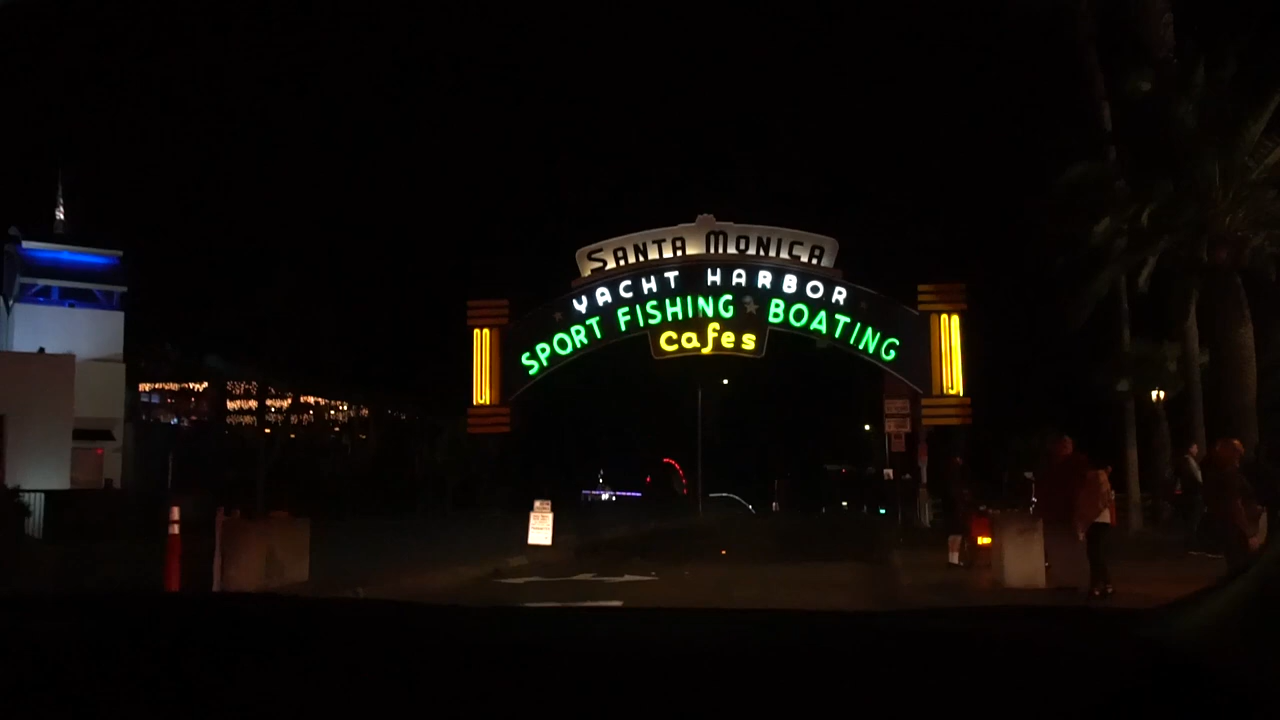 SANTA MONICA
YACHT HARBOR
SPORT FISHING ★ BOATING
Cafes